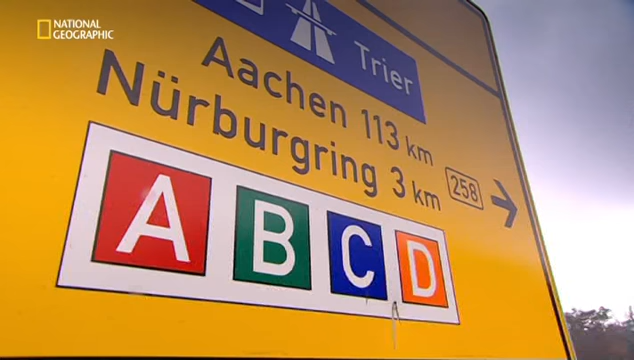 NATIONAL
GEOGRAPHIC
Trier
Aachen 113 km
Nürburgring 3 km
258
A B C D